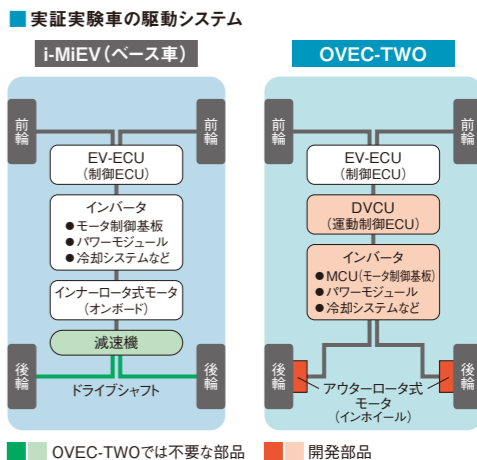 ■ 実証実験車の駆動システム
i-MiEV(ベース車)
前輪
前輪
EV-ECU
(制御ECU)
インバータ
●モータ制御基板
●パワーモジュール
●冷却システムなど
インナーロータ式モータ
(オンボード)
減速機
後輪
後輪
ドライブシャフト
OVEC-TWO
前輪
前輪
EV-ECU
(制御ECU)
DVCU
(運動制御ECU)
インバータ
●MCU(モータ制御基板)
●パワーモジュール
●冷却システムなど
後輪
後輪
アウターロータ式
モータ
(インホイール)
OVEC-TWOでは不要な部品
開発部品